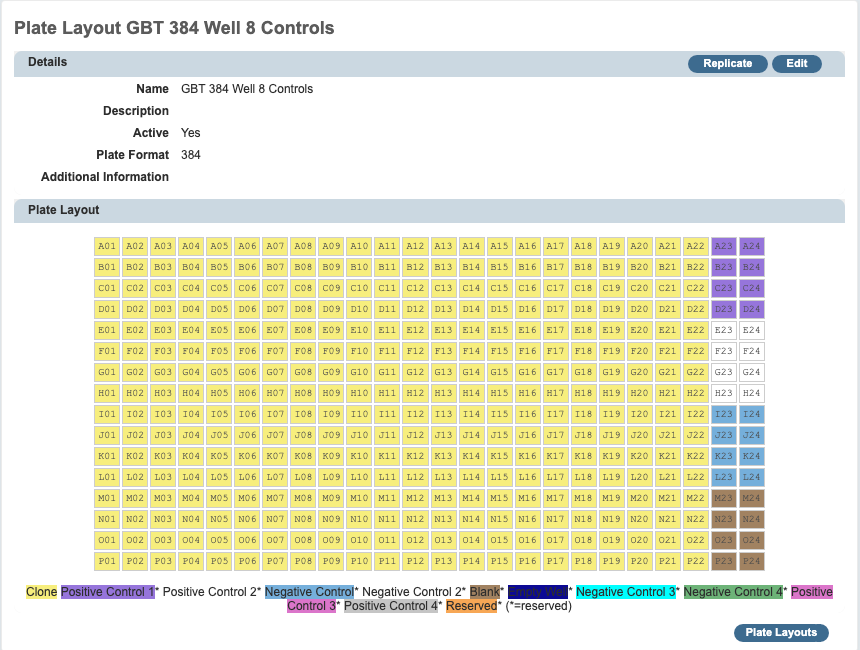 Plate Layout GBT 384 Well 8 Controls
Details Replicate Edit
Name GBT 384 Well 8 Controls
Description
Active Yes
Plate Format 384
Additional Information
Plate Layout
A01 A02 A03 A04 A05 A06 A07 A08 A09 A10 A11 A12 A13 A14 A15 A16 A17 A18 A19 A20 A21 A22 A23 A24
B01 B02 B03 B04 B05 B06 B07 B08 B09 B10 B11 B12 B13 B14 B15 B16 B17 B18 B19 B20 B21 B22 B23 B24
C01 C02 C03 C04 C05 C06 C07 C08 C09 C10 C11 C12 C13 C14 C15 C16 C17 C18 C19 C20 C21 C22 C23 C24
D01 D02 D03 D04 D05 D06 D07 D08 D09 D10 D11 D12 D13 D14 D15 D16 D17 D18 D19 D20 D21 D22 D23 D24
E01 E02 E03 E04 E05 E06 E07 E08 E09 E10 E11 E12 E13 E14 E15 E16 E17 E18 E19 E20 E21 E22 E23 E24
F01 F02 F03 F04 F05 F06 F07 F08 F09 F10 F11 F12 F13 F14 F15 F16 F17 F18 F19 F20 F21 F22 F23 F24
G01 G02 G03 G04 G05 G06 G07 G08 G09 G10 G11 G12 G13 G14 G15 G16 G17 G18 G19 G20 G21 G22 G23 G24
H01 H02 H03 H04 H05 H06 H07 H08 H09 H10 H11 H12 H13 H14 H15 H16 H17 H18 H19 H20 H21 H22 H23 H24
I01 I02 I03 I04 I05 I06 I07 I08 I09 I10 I11 I12 I13 I14 I15 I16 I17 I18 I19 I20 I21 I22 I23 I24
J01 J02 J03 J04 J05 J06 J07 J08 J09 J10 J11 J12 J13 J14 J15 J16 J17 J18 J19 J20 J21 J22 J23 J24
K01 K02 K03 K04 K05 K06 K07 K08 K09 K10 K11 K12 K13 K14 K15 K16 K17 K18 K19 K20 K21 K22 K23 K24
L01 L02 L03 L04 L05 L06 L07 L08 L09 L10 L11 L12 L13 L14 L15 L16 L17 L18 L19 L20 L21 L22 L23 L24
M01 M02 M03 M04 M05 M06 M07 M08 M09 M10 M11 M12 M13 M14 M15 M16 M17 M18 M19 M20 M21 M22 M23 M24
N01 N02 N03 N04 N05 N06 N07 N08 N09 N10 N11 N12 N13 N14 N15 N16 N17 N18 N19 N20 N21 N22 N23 N24
O01 O02 O03 O04 O05 O06 O07 O08 O09 O10 O11 O12 O13 O14 O15 O16 O17 O18 O19 O20 O21 O22 O23 O24
P01 P02 P03 P04 P05 P06 P07 P08 P09 P10 P11 P12 P13 P14 P15 P16 P17 P18 P19 P20 P21 P22 P23 P24
Clone Positive Control 1* Positive Control 2* Negative Control* Negative Control 2* Blank* Empty Well* Negative Control 3* Negative Control 4* Positive
Control 3* Positive Control 4* Reserved* (*=reserved)
Plate Layouts